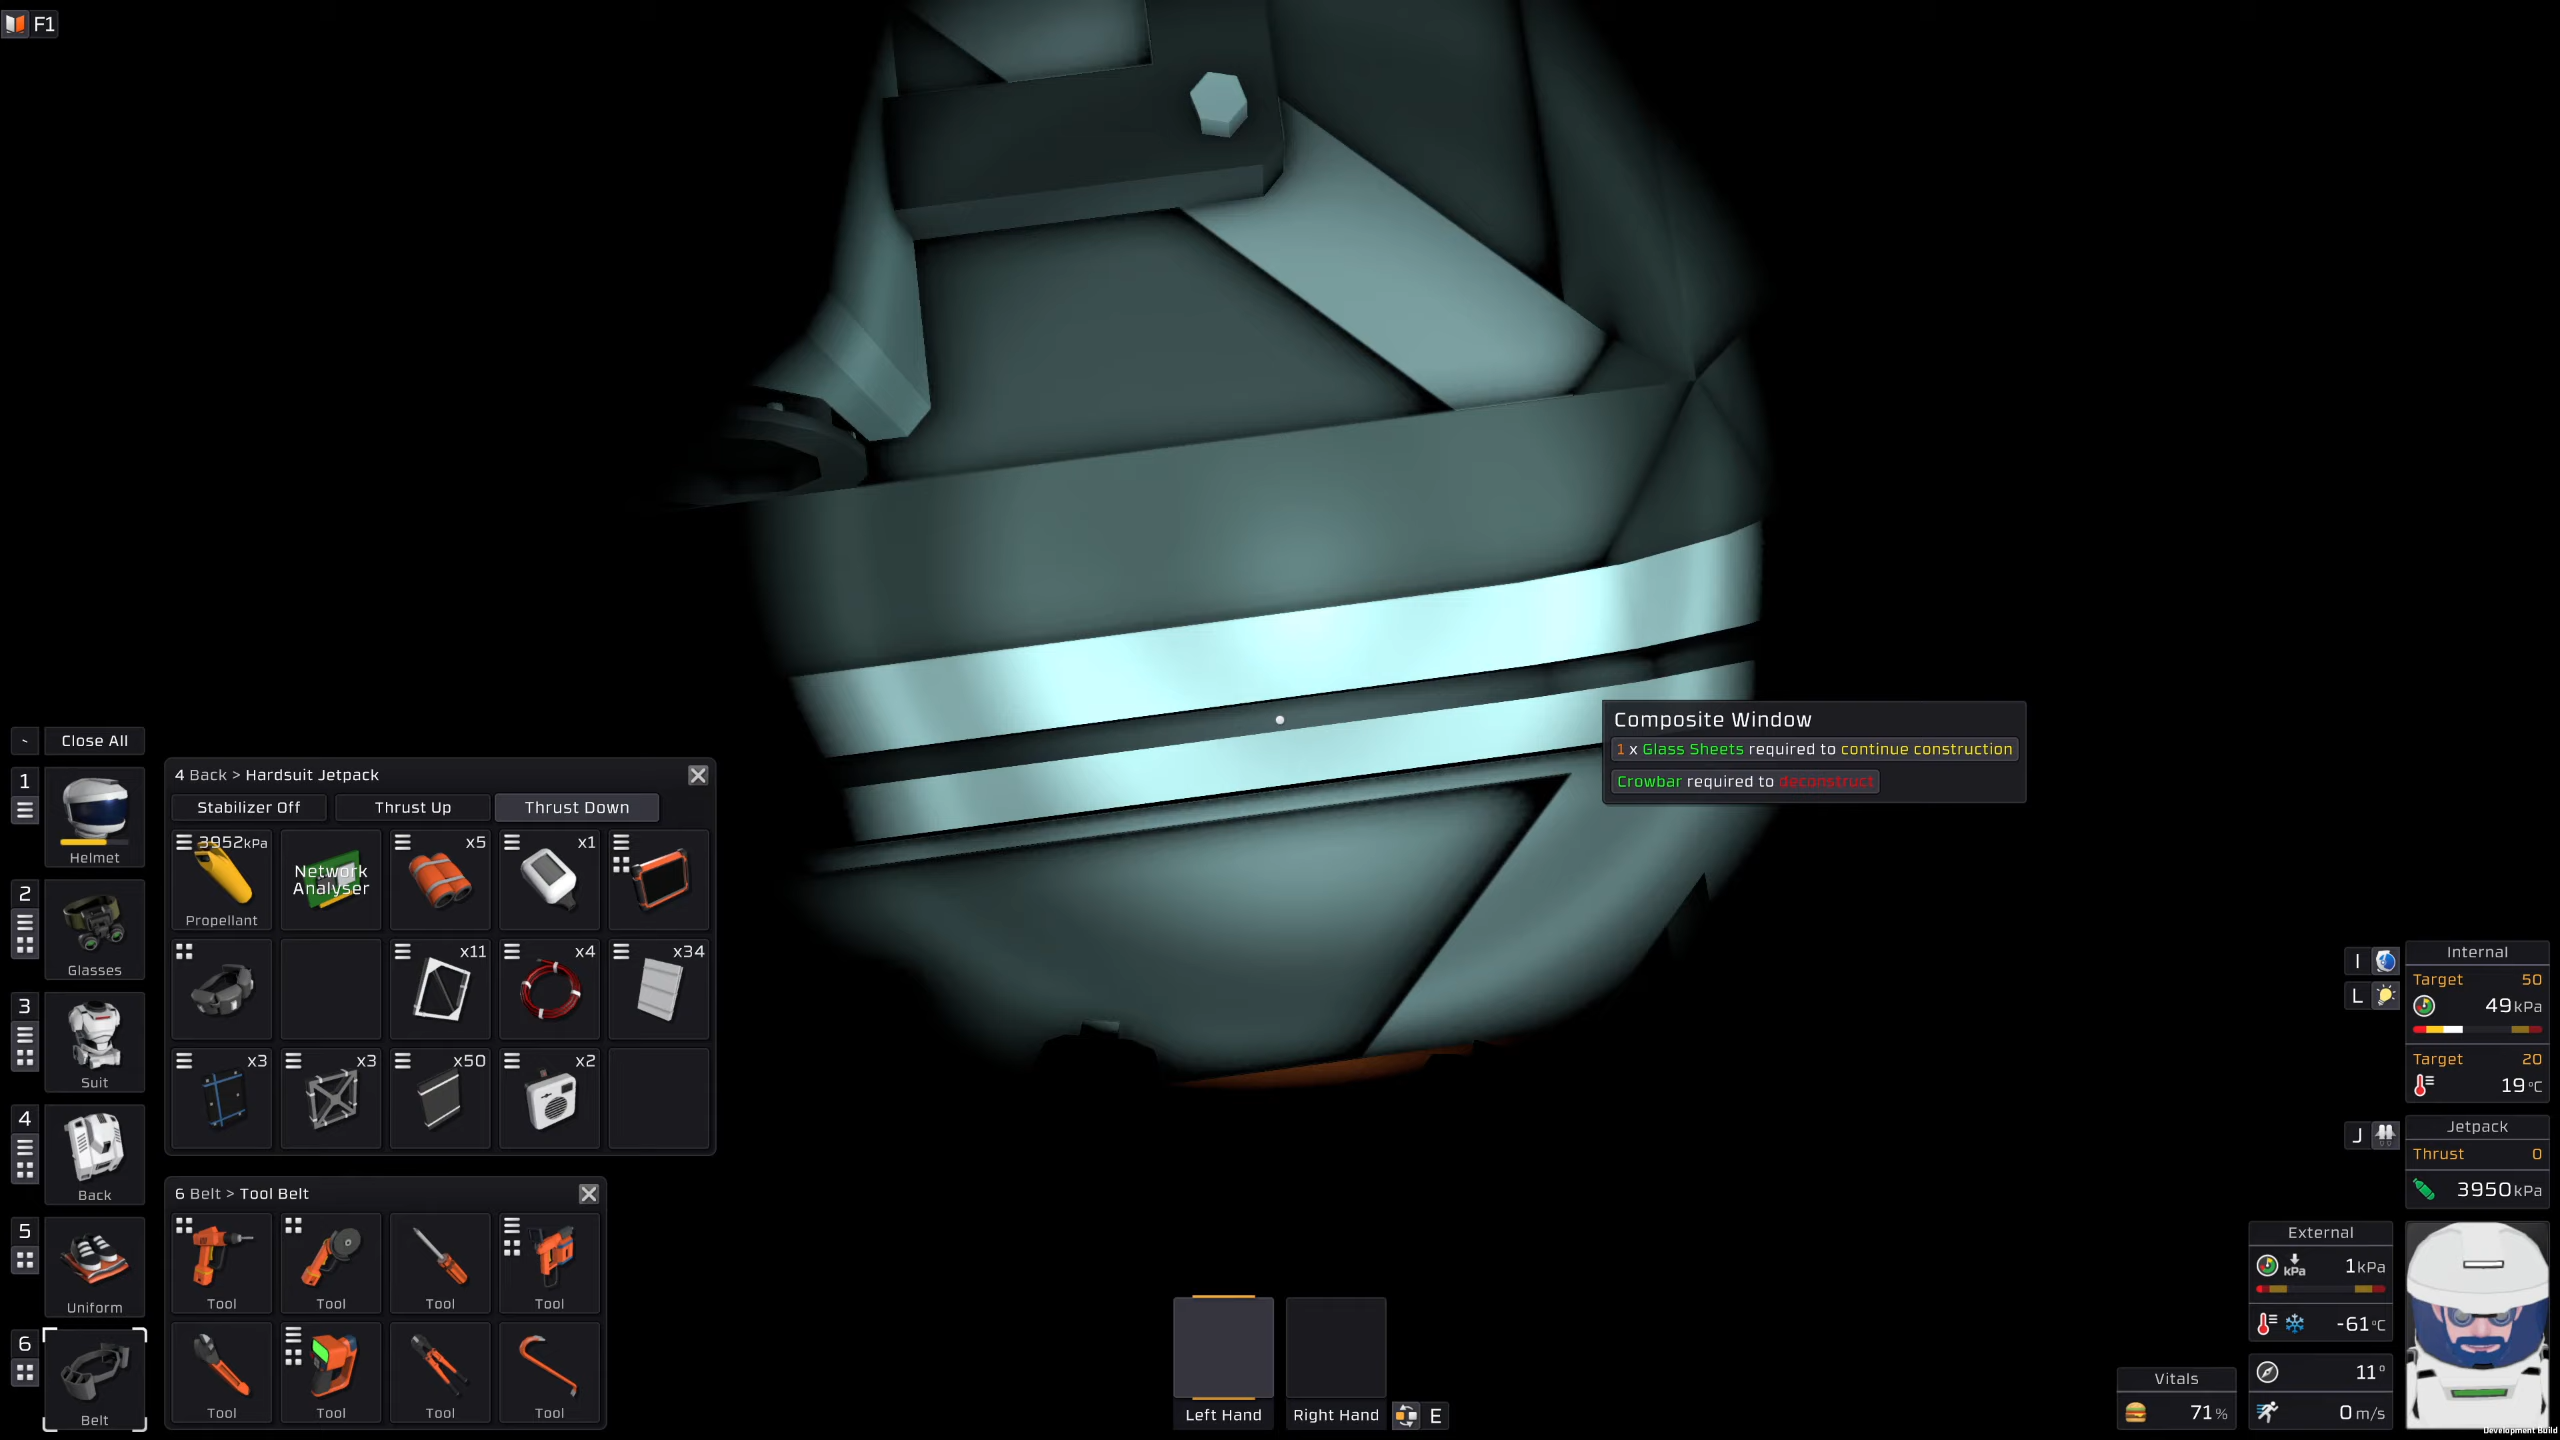 F1
Composite Window
1 x Glass Sheets required to continue construction
Crowbar required to deconstruct
~ Close All
1
Helmet
2
Glasses
3
Suit
4
Back
5
Uniform
6
Belt
4 Back > Hardsuit Jetpack
Stabilizer Off Thrust Up Thrust Down
3952kPa x5 x1
Network Analyser
Propellant
x11 x4 x34
x3 x3 x50 x2
6 Belt > Tool Belt
Tool Tool Tool Tool
Tool Tool Tool Tool
Left Hand Right Hand E
I Internal
Target 50
L 49kPa
Target 20
19°C
J Jetpack
Thrust 0
3950kPa
External
kPa 1kPa
-61°C
11°
0m/s
Vitals
71%
Development Build